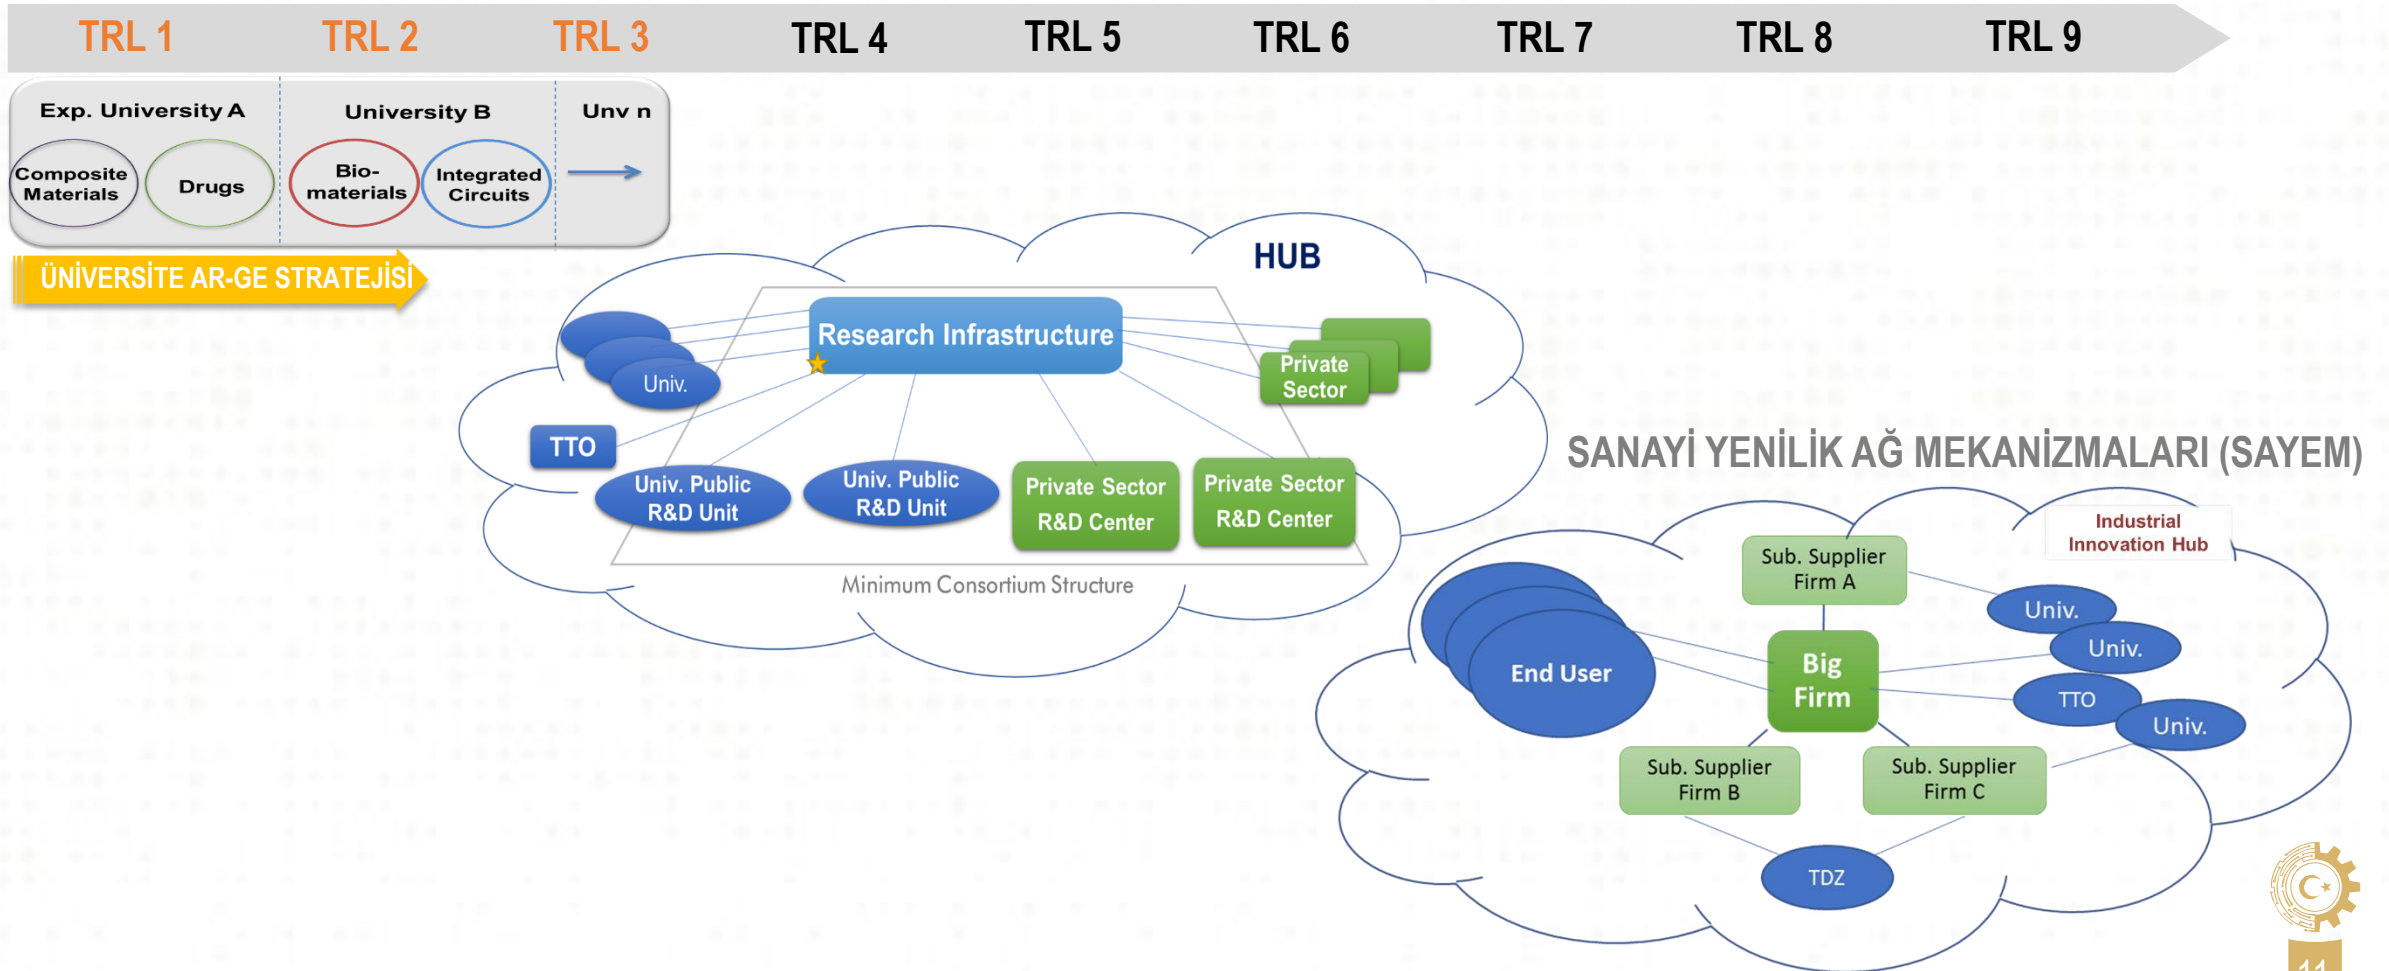 TRL 1
TRL 2
TRL 3
TRL 4
TRL 5
TRL 6
TRL 7
TRL 8
TRL 9
Exp. University A
University B
Unv n
Composite
Materials
Drugs
Bio-
materials
Integrated
Circuits
ÜNİVERSİTE AR-GE STRATEJİSİ
HUB
Research Infrastructure
Univ.
Private
Sector
TTO
Univ. Public
R&D Unit
Univ. Public
R&D Unit
Private Sector
R&D Center
Private Sector
R&D Center
Minimum Consortium Structure
SANAYİ YENİLİK AĞ MEKANİZMALARI (SAYEM)
Industrial
Innovation Hub
Sub. Supplier
Firm A
Univ.
Univ.
End User
Big
Firm
TTO
Univ.
Sub. Supplier
Firm B
Sub. Supplier
Firm C
TDZ
11